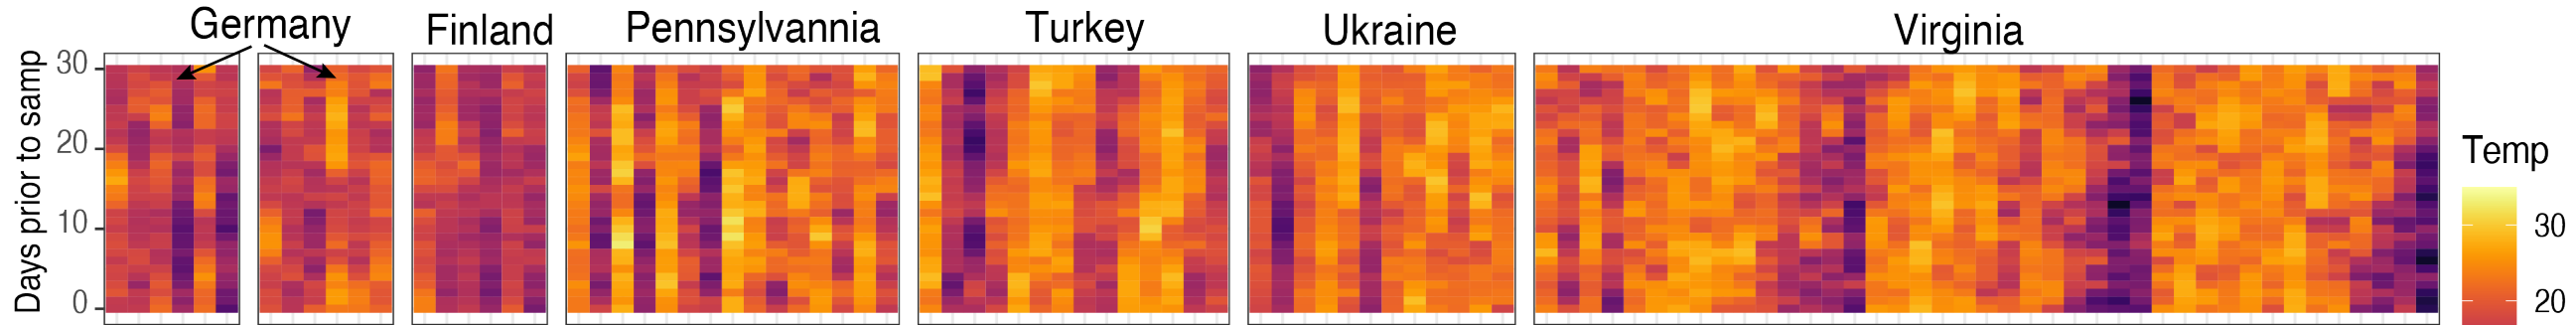 Germany
Finland
Pennsylvannia
Turkey
Ukraine
Virginia
Days prior to samp
30
20
10
0
Temp
30
20